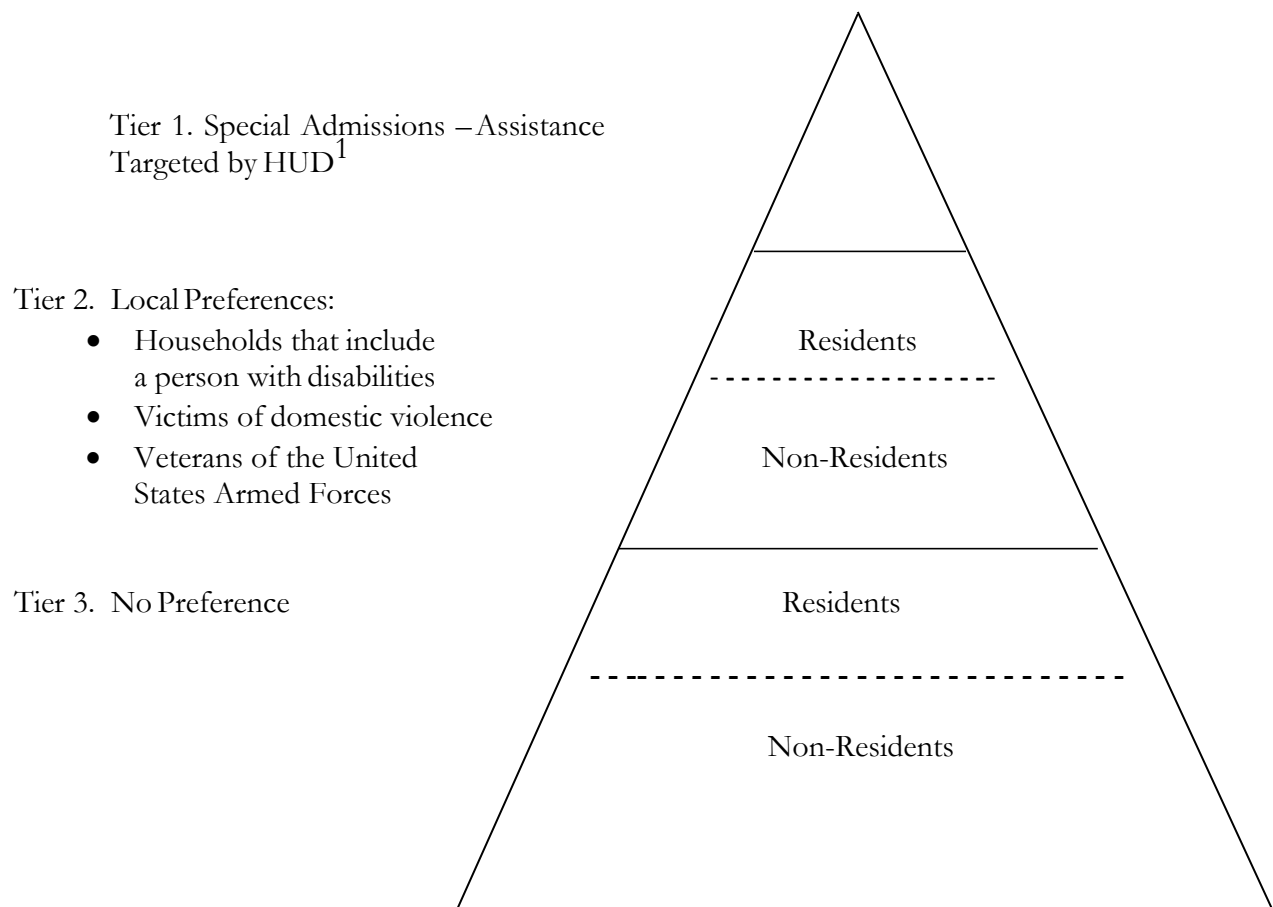 Tier 1. Special Admissions – Assistance
Targeted by HUD1
Tier 2. Local Preferences:
• Households that include
a person with disabilities
Residents
• Victims of domestic violence
• Veterans of the United
States Armed Forces
Non-Residents
Tier 3. No Preference
Residents
Non-Residents